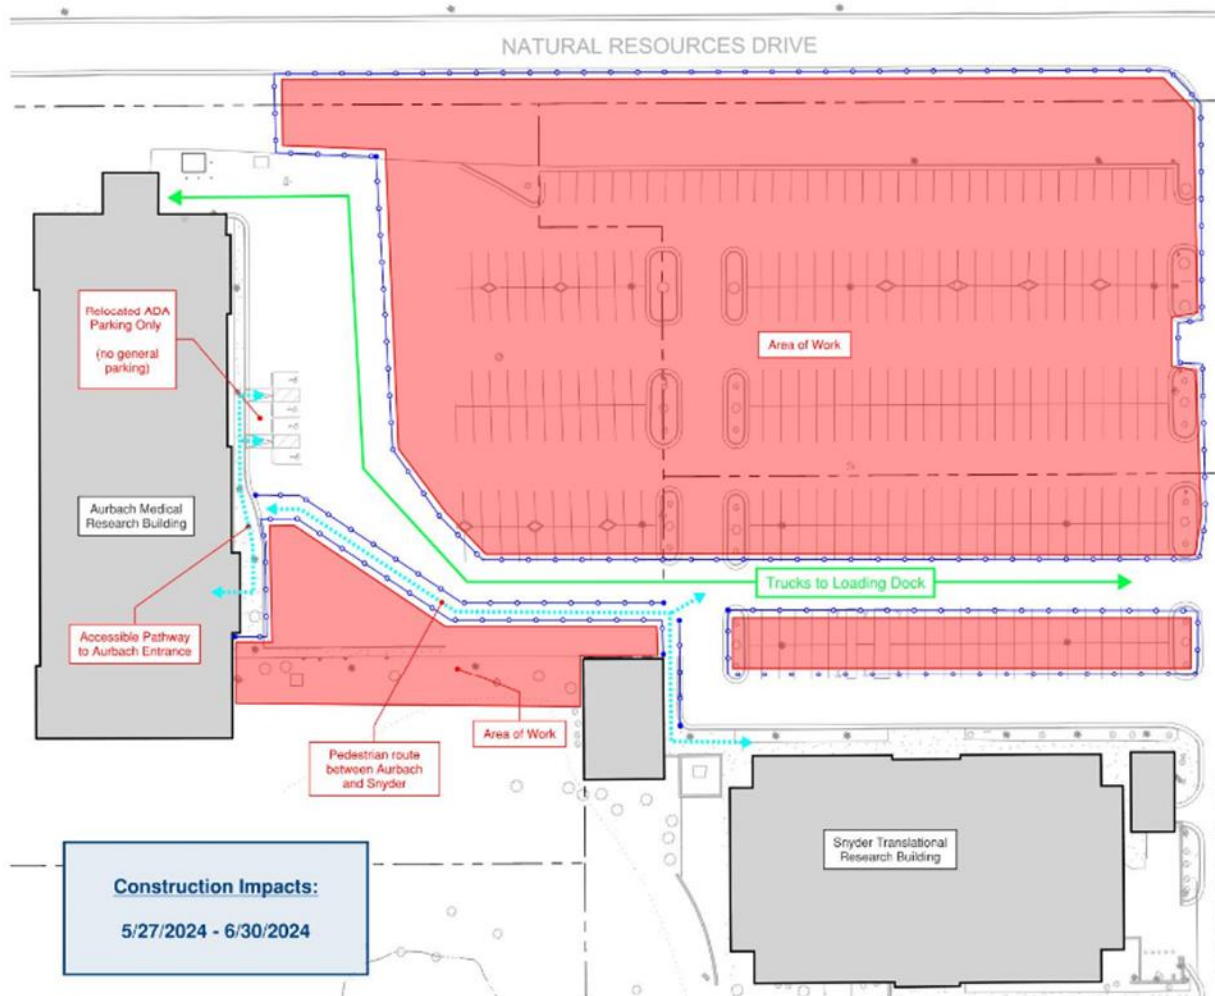 NATURAL RESOURCES DRIVE
Relocated ADA
Parking Only
(no general
parking)
Area of Work
Aurbach Medical
Research Building
Trucks to Loading Dock
Accessible Pathway
to Aurbach Entrance
Area of Work
Pedestrian route
between Aurbach
and Snyder
Snyder Translational
Research Building
Construction Impacts:
5/27/2024 - 6/30/2024